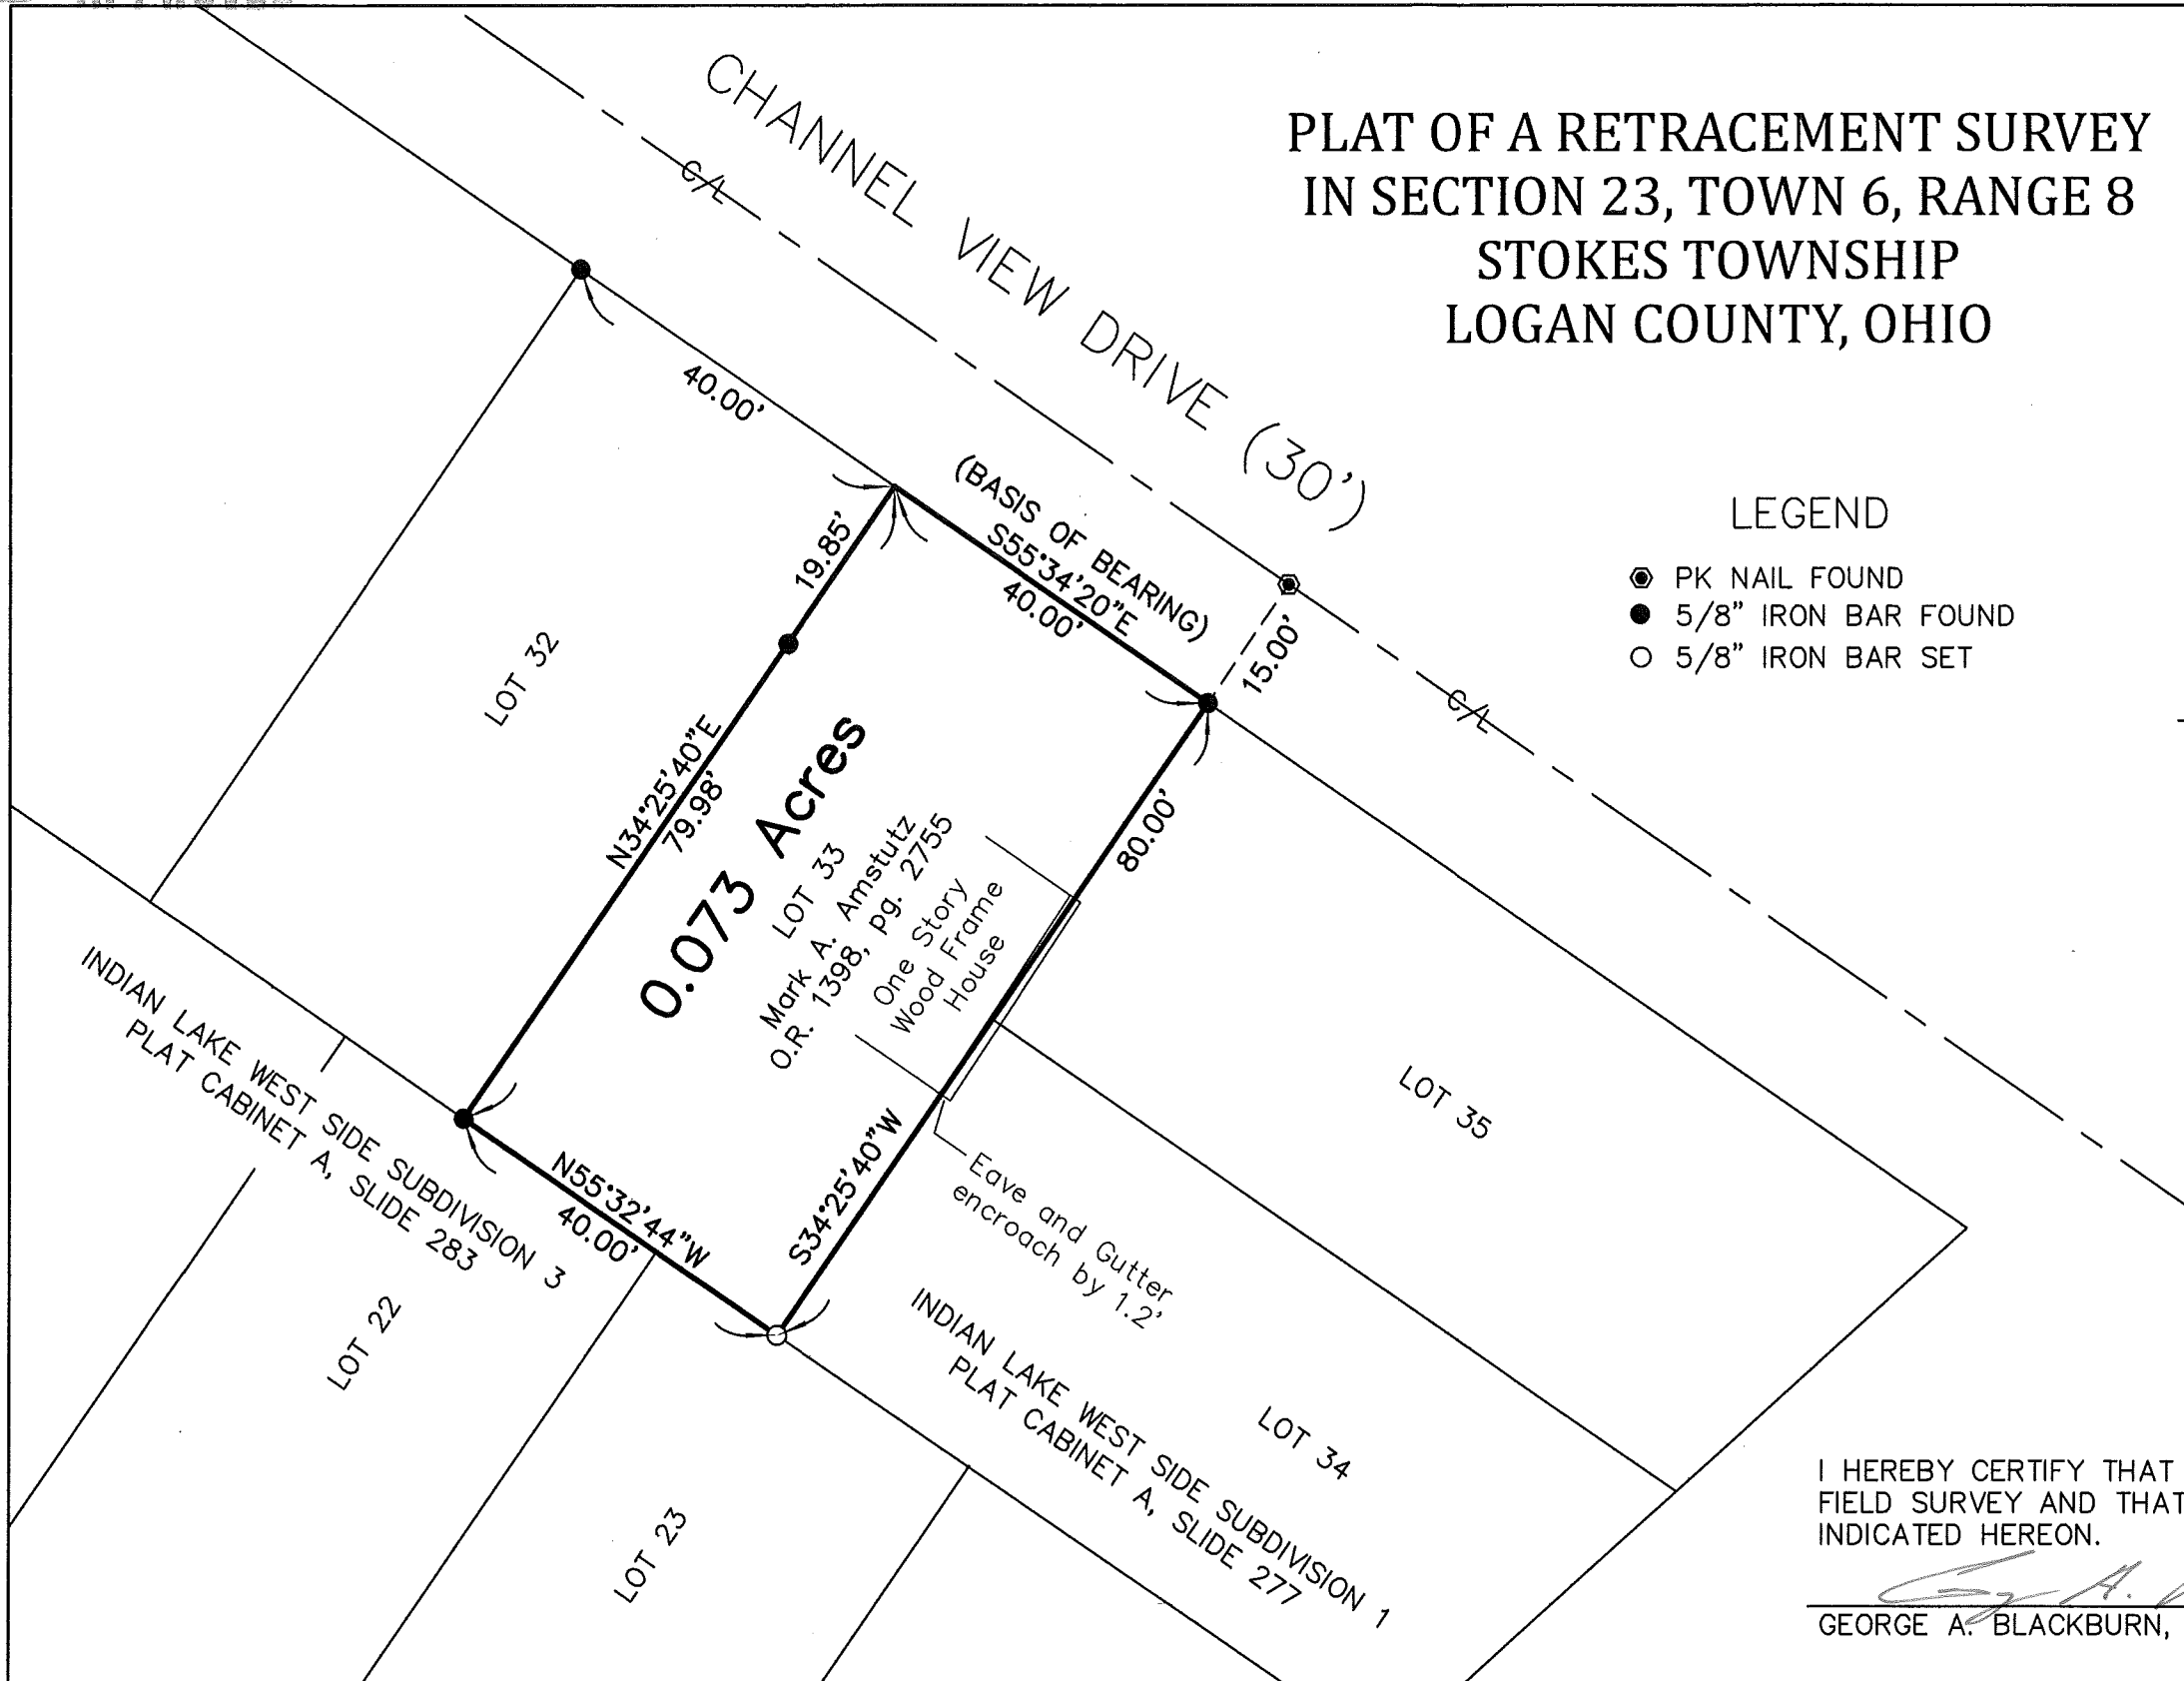 PLAT OF A RETRACEMENT SURVEY
IN SECTION 23, TOWN 6, RANGE 8
STOKES TOWNSHIP
LOGAN COUNTY, OHIO
CHANNEL VIEW DRIVE (30')
C/L
C/L
LEGEND
PK NAIL FOUND
5/8" IRON BAR FOUND
5/8" IRON BAR SET
40.00'
(BASIS OF BEARING)
S55°34'20"E
40.00'
19.85'
15.00'
LOT 32
N34°25'40"E
79.98'
0.073 Acres
LOT 33
Mark A. Amstutz
O.R. 1398, pg. 2755
One Story
Wood Frame
House
80.00'
S34°25'40"W
Eave and Gutter
encroach by 1.2'
LOT 35
INDIAN LAKE WEST SIDE SUBDIVISION 3
PLAT CABINET A, SLIDE 283
N55°32'44"W
40.00'
LOT 22
LOT 23
INDIAN LAKE WEST SIDE SUBDIVISION 1
PLAT CABINET A, SLIDE 277
LOT 34
I HEREBY CERTIFY THAT
FIELD SURVEY AND THAT
INDICATED HEREON.
GEORGE A. BLACKBURN,